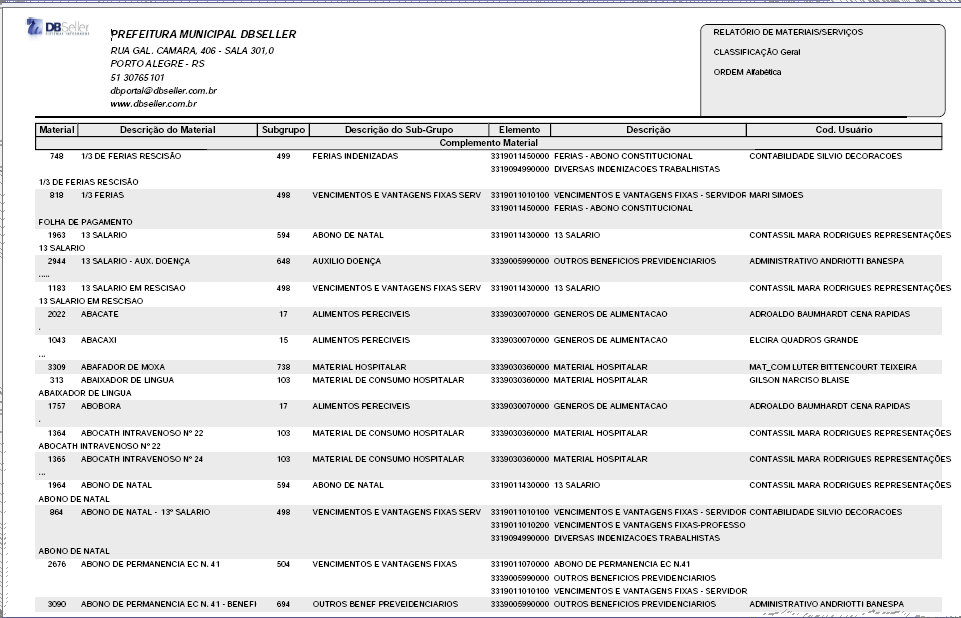 DBSeller
SISTEMAS INTEGRADOS
PREFEITURA MUNICIPAL DBSELLER
RUA GAL. CAMARA, 406 - SALA 301,0
PORTO ALEGRE - RS
51 30765101
dbportal@dbseller.com.br
www.dbseller.com.br
RELATÓRIO DE MATERIAIS/SERVIÇOS
CLASSIFICAÇÃO Geral
ORDEM Alfabética
Material Descrição do Material Subgrupo Descrição do Sub-Grupo Elemento Descrição Cod. Usuário
Complemento Material
748 1/3 DE FERIAS RESCISÃO 499 FERIAS INDENIZADAS 3319011450000 FERIAS - ABONO CONSTITUCIONAL CONTABILIDADE SILVIO DECORACOES
3319094990000 DIVERSAS INDENIZACOES TRABALHISTAS
1/3 DE FERIAS RESCISÃO
818 1/3 FERIAS 498 VENCIMENTOS E VANTAGENS FIXAS SERV 3319011010100 VENCIMENTOS E VANTAGENS FIXAS - SERVIDOR MARI SIMOES
3319011450000 FERIAS - ABONO CONSTITUCIONAL
FOLHA DE PAGAMENTO
1963 13 SALARIO 594 ABONO DE NATAL 3319011430000 13 SALARIO CONTASSIL MARA RODRIGUES REPRESENTAÇÕES
13 SALARIO
2944 13 SALARIO - AUX. DOENÇA 648 AUXILIO DOENÇA 3339005990000 OUTROS BENEFICIOS PREVIDENCIARIOS ADMINISTRATIVO ANDRIOTTI BANESPA
.....
1183 13 SALARIO EM RESCISAO 498 VENCIMENTOS E VANTAGENS FIXAS SERV 3319011430000 13 SALARIO CONTASSIL MARA RODRIGUES REPRESENTAÇÕES
13 SALARIO EM RESCISAO
2022 ABACATE 17 ALIMENTOS PERECIVEIS 3339030070000 GENEROS DE ALIMENTACAO ADROALDO BAUMHARDT CENA RAPIDAS
.
1043 ABACAXI 15 ALIMENTOS PERECIVEIS 3339030070000 GENEROS DE ALIMENTACAO ELCIRA QUADROS GRANDE
...
3309 ABAFADOR DE MOXA 738 MATERIAL HOSPITALAR 3339030360000 MATERIAL HOSPITALAR MAT_COM LUTER BITTENCOURT TEIXEIRA
313 ABAIXADOR DE LINGUA 103 MATERIAL DE CONSUMO HOSPITALAR 3339030360000 MATERIAL HOSPITALAR GILSON NARCISO BLAISE
ABAIXADOR DE LINGUA
1757 ABOBORA 17 ALIMENTOS PERECIVEIS 3339030070000 GENEROS DE ALIMENTACAO ADROALDO BAUMHARDT CENA RAPIDAS
.
1364 ABOCATH INTRAVENOSO Nº 22 103 MATERIAL DE CONSUMO HOSPITALAR 3339030360000 MATERIAL HOSPITALAR CONTASSIL MARA RODRIGUES REPRESENTAÇÕES
ABOCATH INTRAVENOSO Nº 22
1365 ABOCATH INTRAVENOSO Nº 24 103 MATERIAL DE CONSUMO HOSPITALAR 3339030360000 MATERIAL HOSPITALAR CONTASSIL MARA RODRIGUES REPRESENTAÇÕES
...
1964 ABONO DE NATAL 594 ABONO DE NATAL 3319011430000 13 SALARIO CONTASSIL MARA RODRIGUES REPRESENTAÇÕES
ABONO DE NATAL
864 ABONO DE NATAL - 13º SALARIO 498 VENCIMENTOS E VANTAGENS FIXAS SERV 3319011010100 VENCIMENTOS E VANTAGENS FIXAS - SERVIDOR CONTABILIDADE SILVIO DECORACOES
3319011010200 VENCIMENTOS E VANTAGENS FIXAS-PROFESSO
3319094990000 DIVERSAS INDENIZACOES TRABALHISTAS
ABONO DE NATAL
2676 ABONO DE PERMANENCIA EC N. 41 504 VENCIMENTOS E VANTAGENS FIXAS 3319011070000 ABONO DE PERMANENCIA EC N.41
3339005990000 OUTROS BENEFICIOS PREVIDENCIARIOS
3319011010100 VENCIMENTOS E VANTAGENS FIXAS - SERVIDOR
3090 ABONO DE PERMANENCIA EC N. 41 - BENEFI 694 OUTROS BENEF PREVEIDENCIARIOS 3339005990000 OUTROS BENEFICIOS PREVIDENCIARIOS ADMINISTRATIVO ANDRIOTTI BANESPA